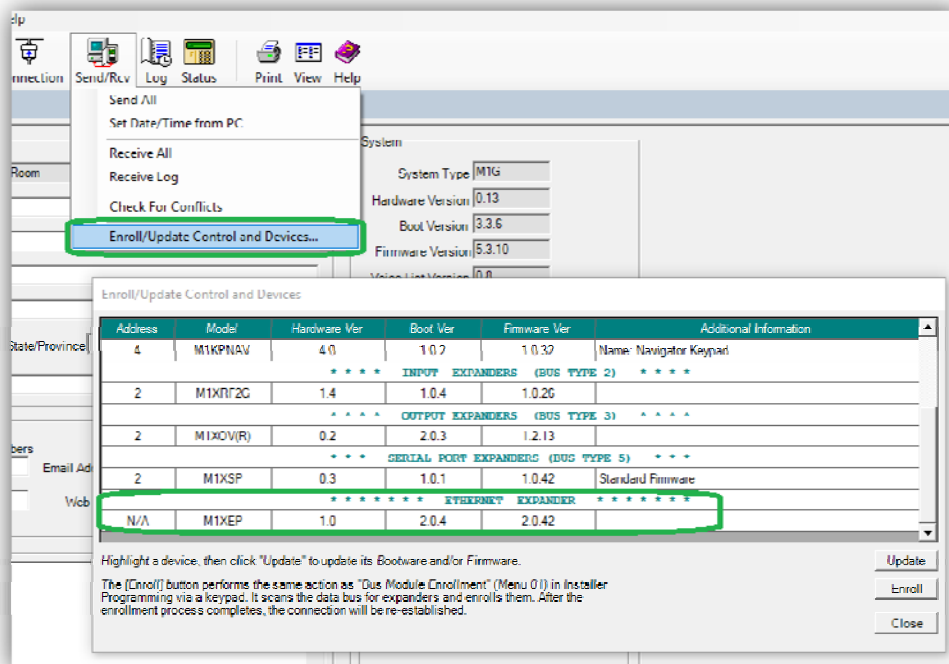 elp
nnection Send/Rcv Log Status Print View Help
Send All
Set Date/Time from PC
Receive All
Receive Log
Check For Conflicts
Enroll/Update Control and Devices...
Room
System
System Type M1G
Hardware Version 0.13
Boot Version 3.3.6
Firmware Version 5.3.10
Voice List Version 0.0
State/Province
bers
Email Ad
Web
Enroll/Update Control and Devices
Address Model Hardware Ver Boot Ver Firmware Ver Additional Information
4 M1KPNAV 4.0 1.0.2 1.0.32 Name: Navigator Keypad
* * * * INPUT EXPANDERS (BUS TYPE 2) * * * *
2 M1XRF2G 1.4 1.0.4 1.0.26
* * * * OUTPUT EXPANDERS (BUS TYPE 3) * * * *
2 M1XOV(R) 0.2 2.0.3 1.2.13
* * * SERIAL PORT EXPANDERS (BUS TYPE 5) * * *
2 M1XSP 0.3 1.0.1 1.0.42 Standard Firmware
* * * * * * * ETHERNET EXPANDER * * * * * * *
N/A M1XEP 1.0 2.0.4 2.0.42
Highlight a device, then click "Update" to update its Bootware and/or Firmware.
The [Enroll] button performs the same action as "Bus Module Enrollment" (Menu 01) in Installer
Programming via a keypad. It scans the data bus for expanders and enrolls them. After the
enrollment process completes, the connection will be re-established.
Update
Enroll
Close